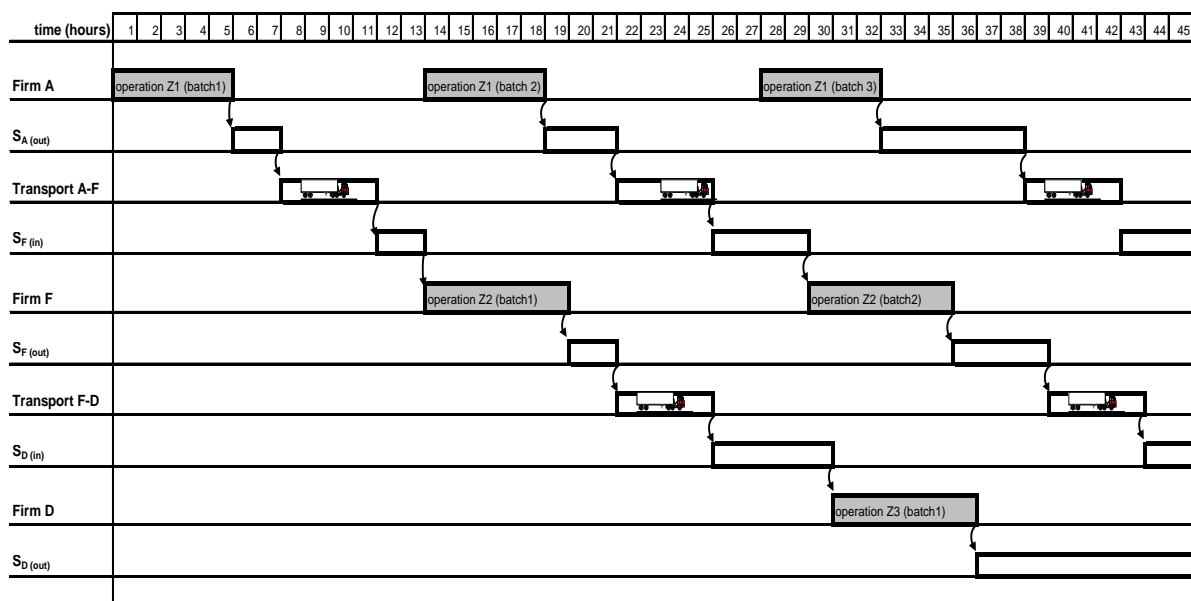 time (hours) 1 2 3 4 5 6 7 8 9 10 11 12 13 14 15 16 17 18 19 20 21 22 23 24 25 26 27 28 29 30 31 32 33 34 35 36 37 38 39 40 41 42 43 44 45
Firm A operation Z1 (batch1) operation Z1 (batch 2) operation Z1 (batch 3)
SA (out)
Transport A-F
SF (in)
Firm F operation Z2 (batch1) operation Z2 (batch2)
SF (out)
Transport F-D
SD (in)
Firm D operation Z3 (batch1)
SD (out)